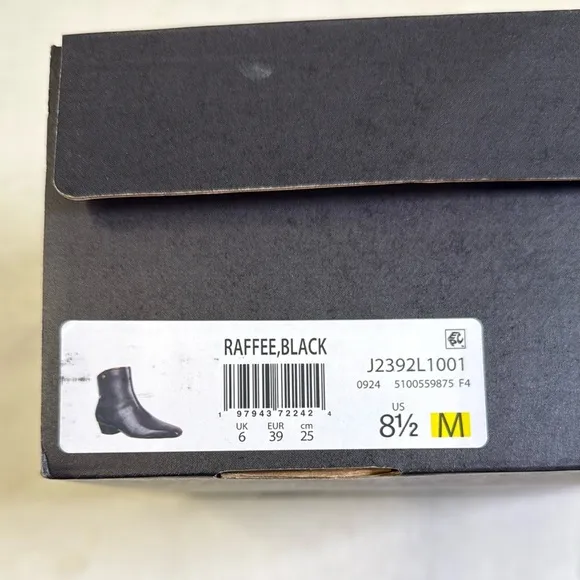 RAFFEE,BLACK
J2392L1001
0924 5100559875 F4
1 97943 72242 4
UK EUR cm
6 39 25
US
8½ M